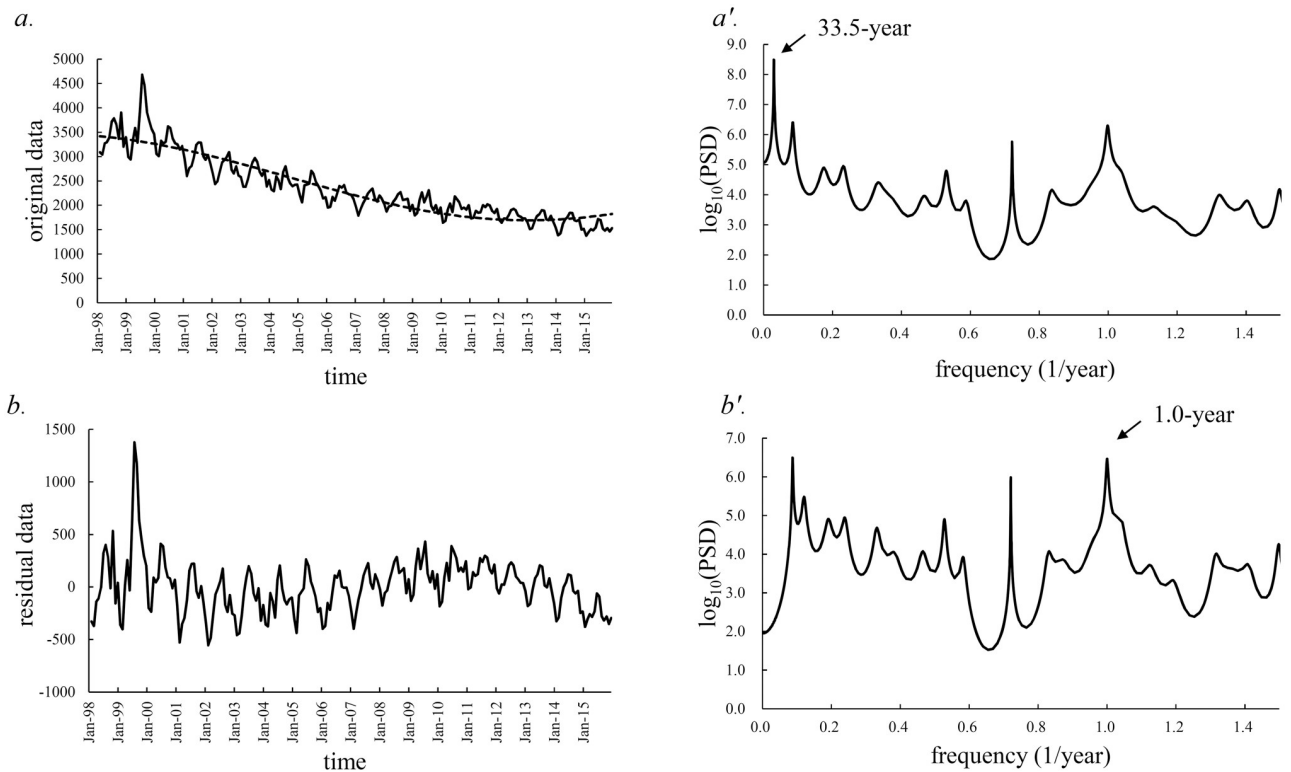 a.
original data
5000
4500
4000
3500
3000
2500
2000
1500
1000
500
0
Jan-98
Jan-99
Jan-00
Jan-01
Jan-02
Jan-03
Jan-04
Jan-05
Jan-06
Jan-07
Jan-08
Jan-09
Jan-10
Jan-11
Jan-12
Jan-13
Jan-14
Jan-15
time
a′.
33.5-year
log10(PSD)
9.0
8.0
7.0
6.0
5.0
4.0
3.0
2.0
1.0
0.0
0.0 0.2 0.4 0.6 0.8 1.0 1.2 1.4
frequency (1/year)
b.
residual data
1500
1000
500
0
-500
-1000
Jan-98
Jan-99
Jan-00
Jan-01
Jan-02
Jan-03
Jan-04
Jan-05
Jan-06
Jan-07
Jan-08
Jan-09
Jan-10
Jan-11
Jan-12
Jan-13
Jan-14
Jan-15
time
b′.
1.0-year
log10(PSD)
7.0
6.0
5.0
4.0
3.0
2.0
1.0
0.0
0.0 0.2 0.4 0.6 0.8 1.0 1.2 1.4
frequency (1/year)